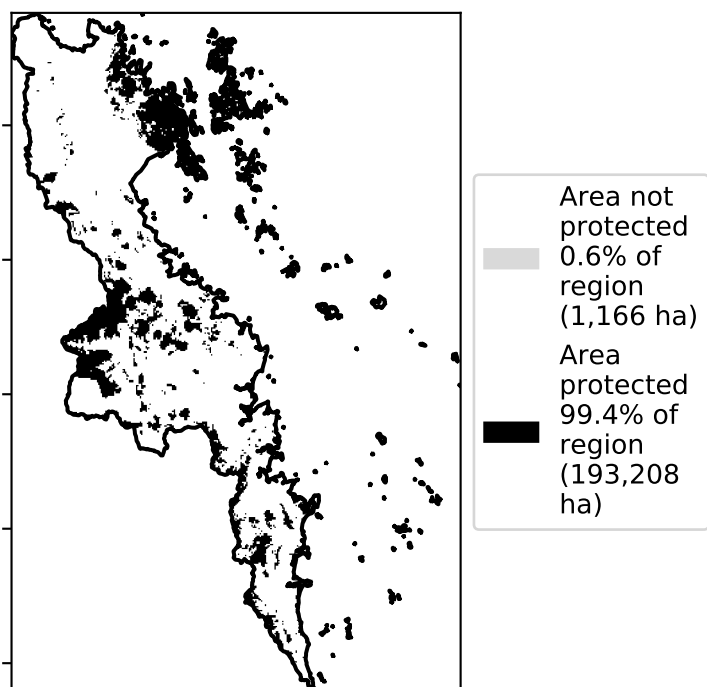 Area not
protected
0.6% of
region
(1,166 ha)
Area
protected
99.4% of
region
(193,208
ha)